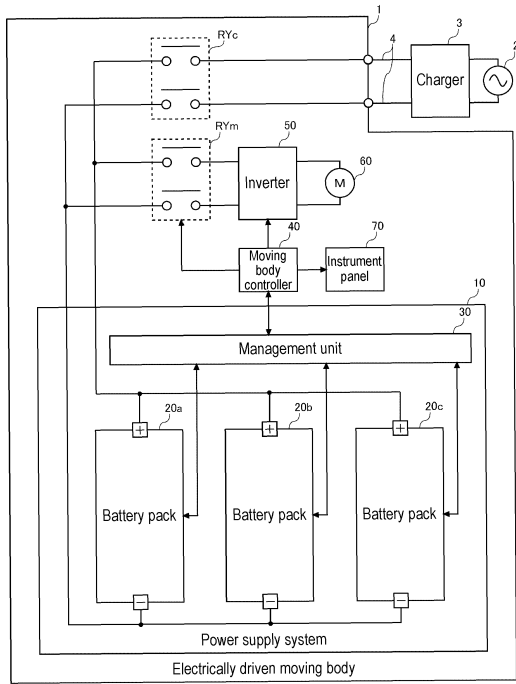 RYc
1
4
3
2
Charger
RYm
50
Inverter
60
M
40
70
Moving
body
controller
Instrument
panel
10
30
Management unit
20a
20b
20c
+
+
+
Battery pack
Battery pack
Battery pack
−
−
−
Power supply system
Electrically driven moving body